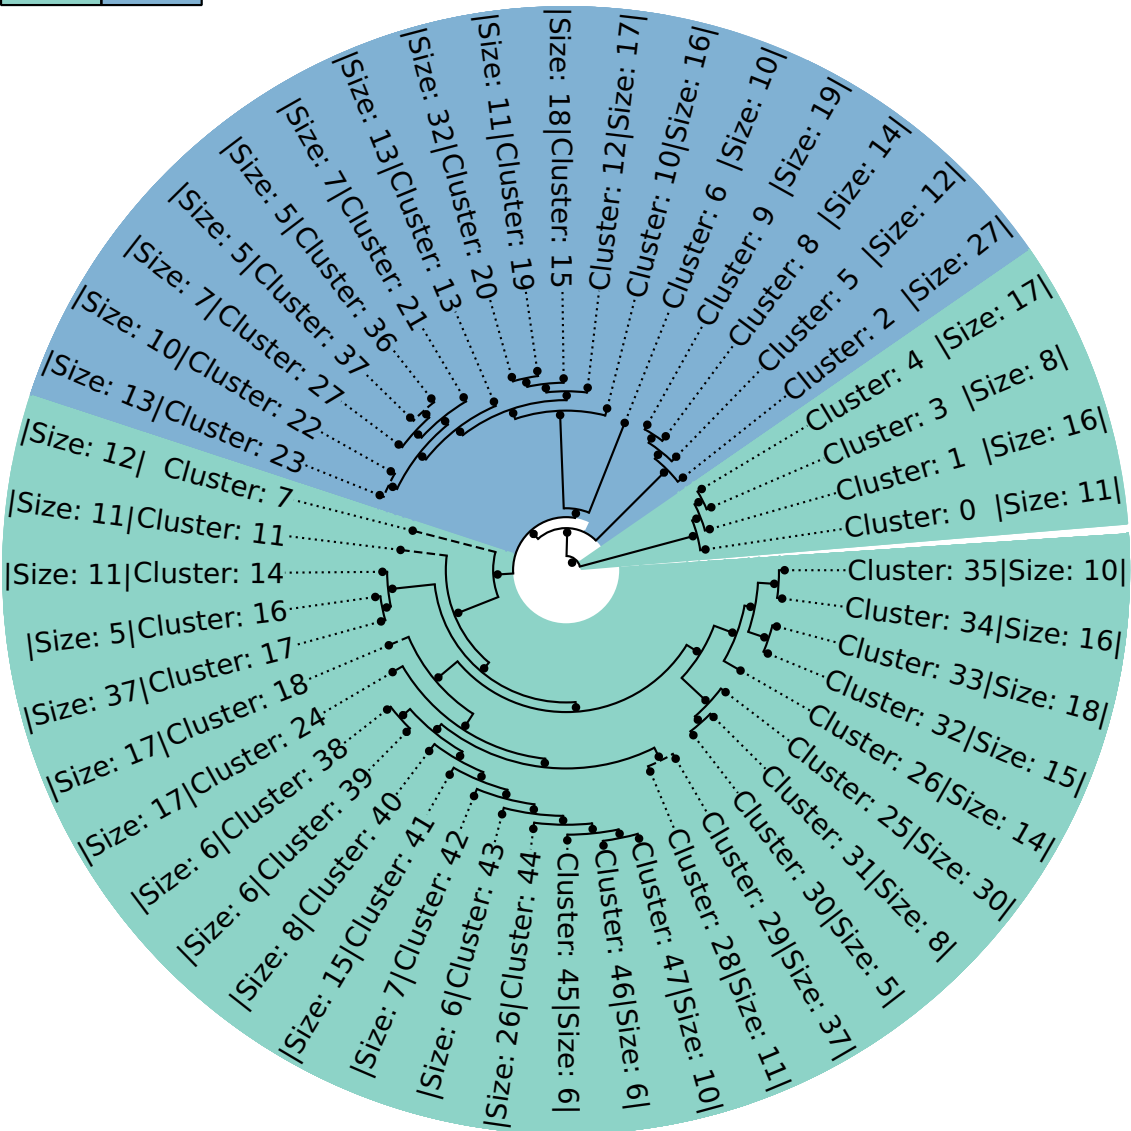 Cluster: 0  |Size: 11|
Cluster: 1  |Size: 16|
Cluster: 3  |Size: 8|
Cluster: 4  |Size: 17|
Cluster: 2  |Size: 27|
Cluster: 5  |Size: 12|
Cluster: 8  |Size: 14|
Cluster: 9  |Size: 19|
Cluster: 6  |Size: 10|
Cluster: 10|Size: 16|
Cluster: 12|Size: 17|
|Size: 18|Cluster: 15
|Size: 11|Cluster: 19
|Size: 32|Cluster: 20
|Size: 13|Cluster: 13
|Size: 7|Cluster: 21
|Size: 5|Cluster: 36
|Size: 5|Cluster: 37
|Size: 7|Cluster: 27
|Size: 10|Cluster: 22
|Size: 13|Cluster: 23
|Size: 12|  Cluster: 7
|Size: 11|Cluster: 11
|Size: 11|Cluster: 14
|Size: 5|Cluster: 16
|Size: 37|Cluster: 17
|Size: 17|Cluster: 18
|Size: 17|Cluster: 24
|Size: 6|Cluster: 38
|Size: 6|Cluster: 39
|Size: 8|Cluster: 40
|Size: 15|Cluster: 41
|Size: 7|Cluster: 42
|Size: 6|Cluster: 43
|Size: 26|Cluster: 44
Cluster: 45|Size: 6|
Cluster: 46|Size: 6|
Cluster: 47|Size: 10|
Cluster: 28|Size: 11|
Cluster: 29|Size: 37|
Cluster: 30|Size: 5|
Cluster: 31|Size: 8|
Cluster: 25|Size: 30|
Cluster: 26|Size: 14|
Cluster: 32|Size: 15|
Cluster: 33|Size: 18|
Cluster: 34|Size: 16|
Cluster: 35|Size: 10|